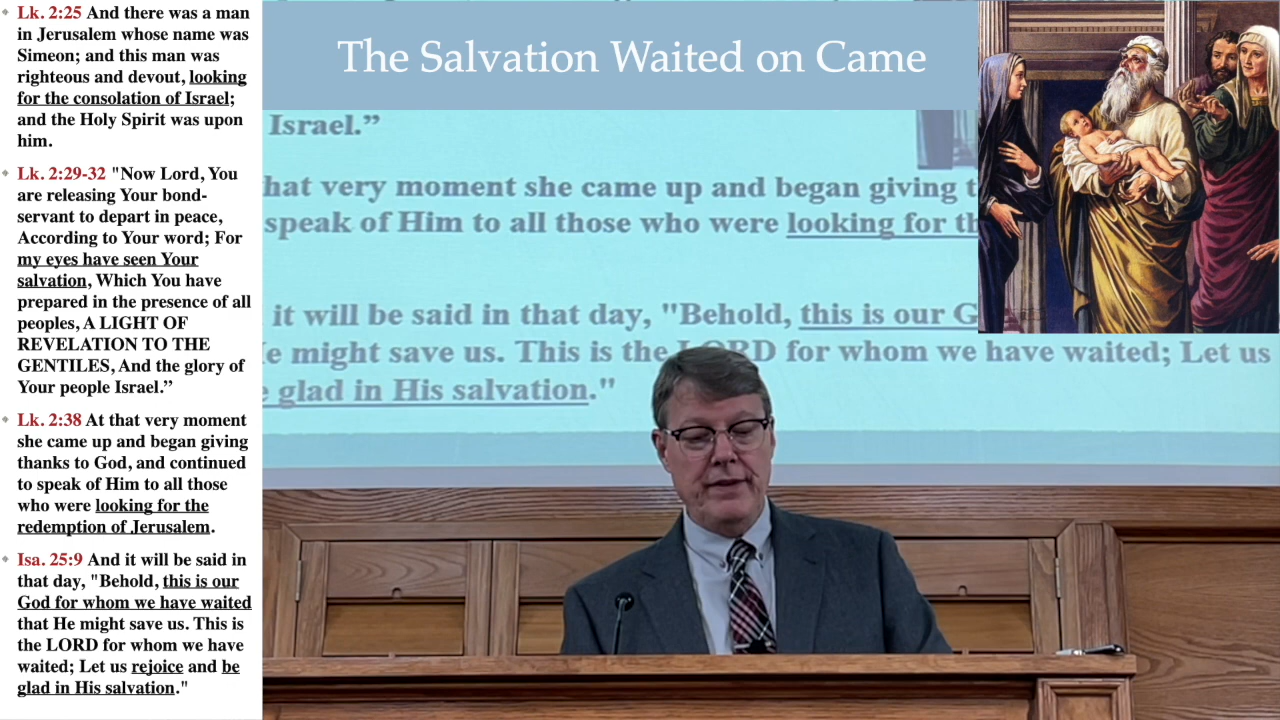 Lk. 2:25 And there was a man
in Jerusalem whose name was
Simeon; and this man was
righteous and devout, looking
for the consolation of Israel;
and the Holy Spirit was upon
him.
Lk. 2:29-32 "Now Lord, You
are releasing Your bond-
servant to depart in peace,
According to Your word; For
my eyes have seen Your
salvation, Which You have
prepared in the presence of all
peoples, A LIGHT OF
REVELATION TO THE
GENTILES, And the glory of
Your people Israel.”
Lk. 2:38 At that very moment
she came up and began giving
thanks to God, and continued
to speak of Him to all those
who were looking for the
redemption of Jerusalem.
Isa. 25:9 And it will be said in
that day, "Behold, this is our
God for whom we have waited
that He might save us. This is
the LORD for whom we have
waited; Let us rejoice and be
glad in His salvation."
The Salvation Waited on Came
Israel.”
hat very moment she came up and began giving t
speak of Him to all those who were looking for th
it will be said in that day, "Behold, this is our G
e might save us. This is the LORD for whom we have waited; Let us
e glad in His salvation."